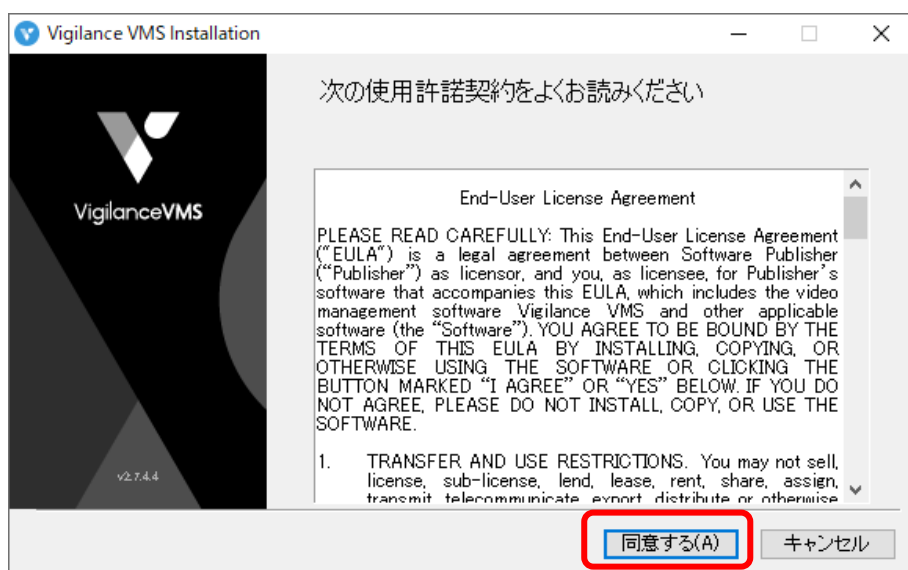 Vigilance VMS Installation
次の使用許諾契約をよくお読みください
VigilanceVMS
End-User License Agreement
PLEASE READ CAREFULLY: This End-User License Agreement
("EULA") is a legal agreement between Software Publisher
(“Publisher”) as licensor, and you, as licensee, for Publisher’s
software that accompanies this EULA, which includes the video
management software Vigilance VMS and other applicable
software (the “Software”). YOU AGREE TO BE BOUND BY THE
TERMS OF THIS EULA BY INSTALLING, COPYING, OR
OTHERWISE USING THE SOFTWARE OR CLICKING THE
BUTTON MARKED “I AGREE” OR “YES” BELOW. IF YOU DO
NOT AGREE, PLEASE DO NOT INSTALL, COPY, OR USE THE
SOFTWARE.
1. TRANSFER AND USE RESTRICTIONS. You may not sell,
license, sub-license, lend, lease, rent, share, assign,
transmit, telecommunicate, export, distribute or otherwise
v2.7.4.4
同意する(A)
キャンセル